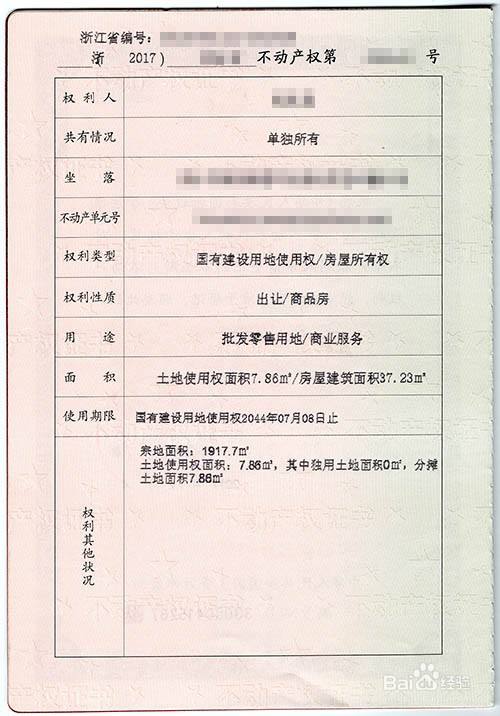 浙江省编号：
浙 2017） 不动产权第 号
权利人
共有情况 单独所有
坐落
不动产单元号
权利类型 国有建设用地使用权/房屋所有权
权利性质 出让/商品房
用途 批发零售用地/商业服务
面积 土地使用权面积7.86㎡/房屋建筑面积37.23㎡
使用期限 国有建设用地使用权2044年07月08日止
权利其他状况
宗地面积：1917.7㎡
土地使用权面积：7.86㎡，其中独用土地面积0㎡，分摊
土地面积7.86㎡
Baidu经验